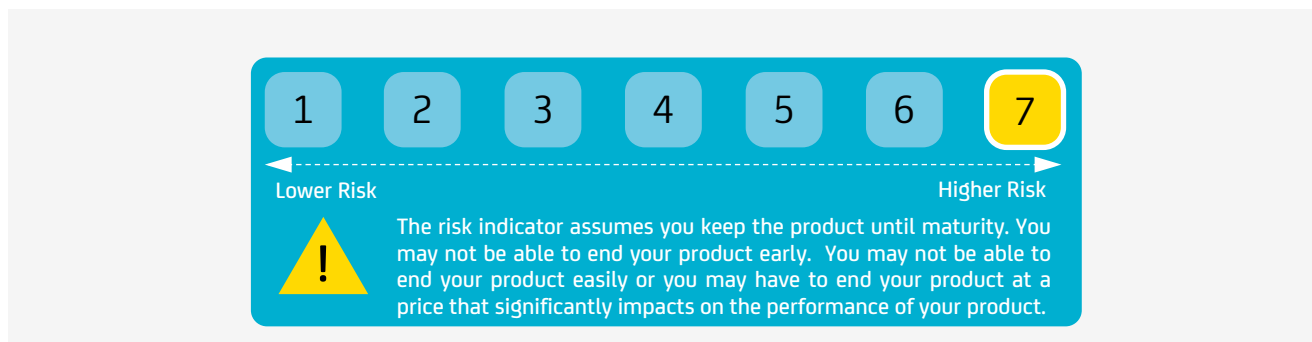 1 2 3 4 5 6 7
Lower Risk Higher Risk
!
The risk indicator assumes you keep the product until maturity. You
may not be able to end your product early. You may not be able to
end your product easily or you may have to end your product at a
price that significantly impacts on the performance of your product.